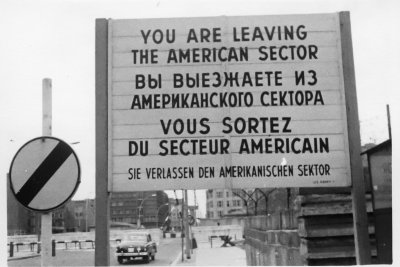 YOU ARE LEAVING
THE AMERICAN SECTOR
ВЫ ВЫЕЗЖАЕТЕ ИЗ
АМЕРИКАНСКОГО СЕКТОРА
VOUS SORTEZ
DU SECTEUR AMÉRICAIN
SIE VERLASSEN DEN AMERIKANISCHEN SEKTOR